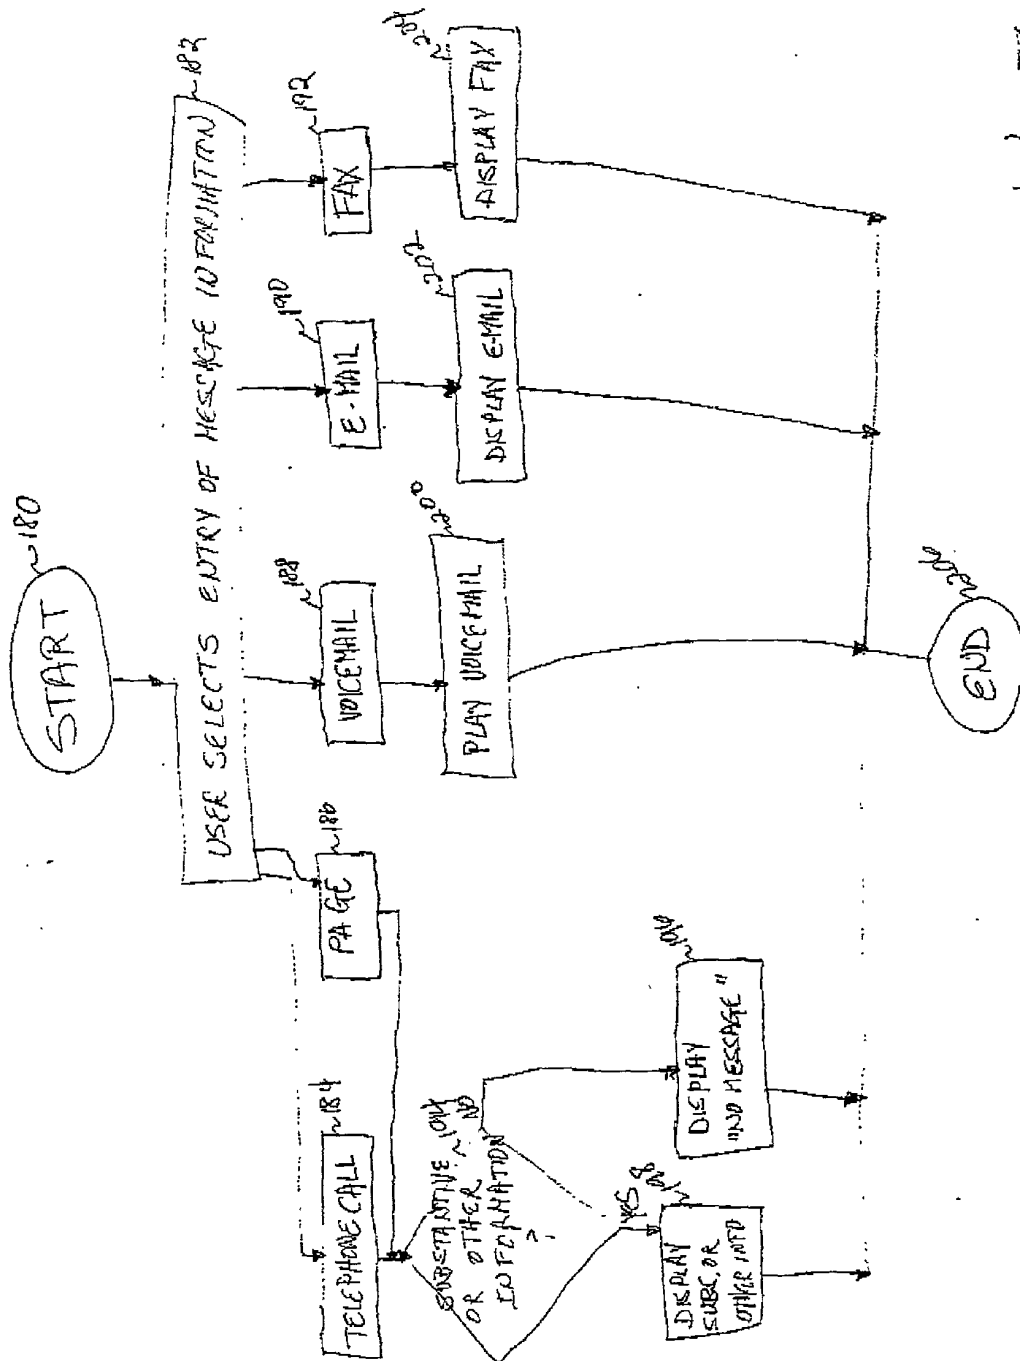 START
~180
USER SELECTS ENTRY OF MESSAGE INFORMATION
~182
TELEPHONE CALL
~184
PAGE
~186
VOICEMAIL
~188
E-MAIL
~190
FAX
~192
SUBSTANTIVE
OR OTHER
INFORMATION
?
~194
NO
YES
DISPLAY
SUBC. OR
OTHER INFO
DISPLAY
"NO MESSAGE"
PLAY VOICEMAIL
~200
DISPLAY E-MAIL
~202
DISPLAY FAX
~204
END
~206